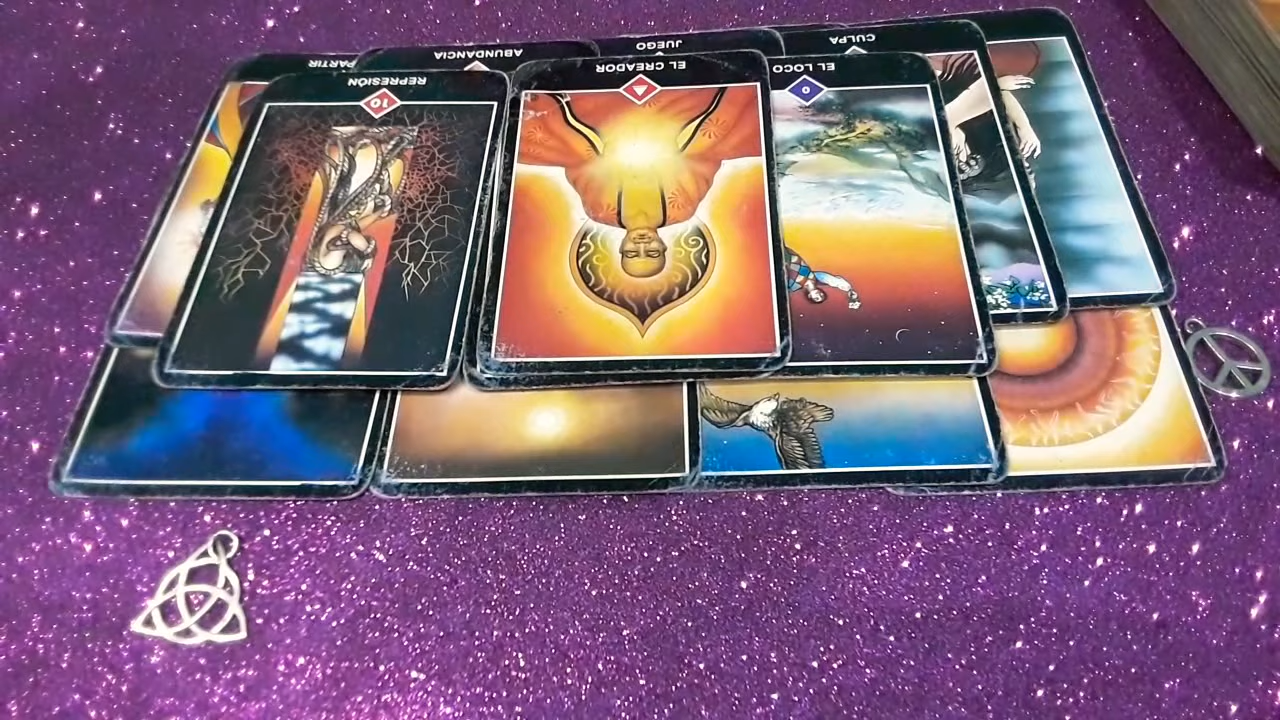 PARTIR
ABUNDANCIA
JUEGO
CULPA
REPRESIÓN
10
EL CREADOR
EL LOCO
0